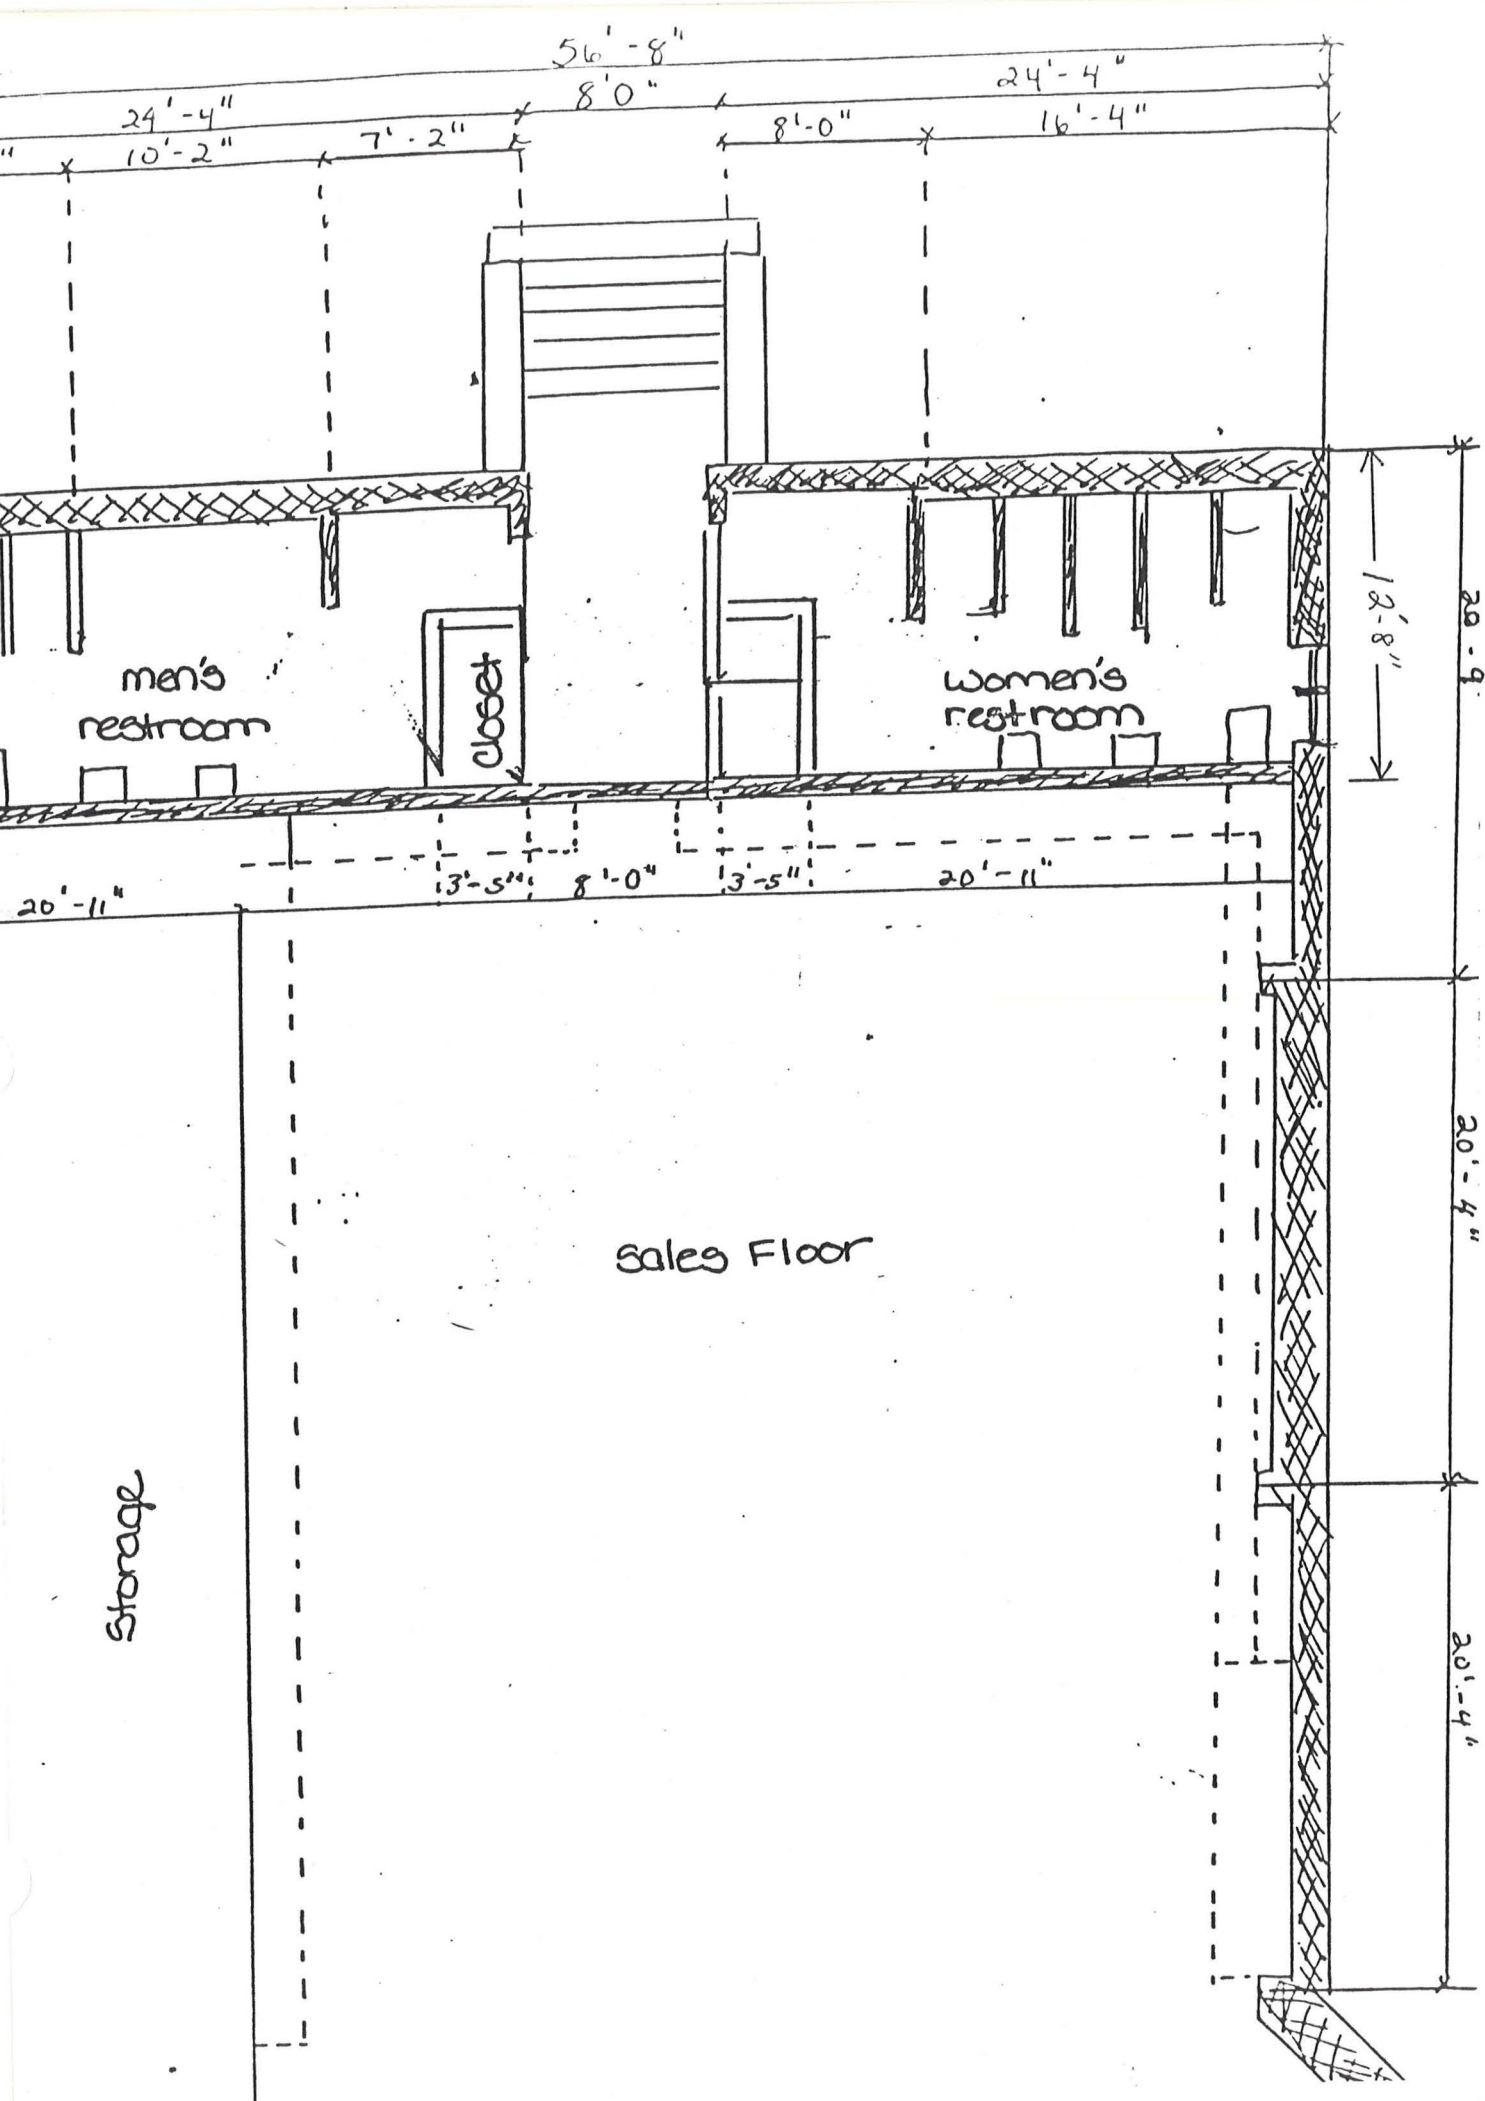 56'-8"
24'-4"
8'0"
24'-4"
"
10'-2"
7'-2"
8'-0"
16'-4"
12'-8"
20-9'
men's
restroom
closet
women's
restroom
20'-11"
3'-5"
8'-0"
3'-5"
20'-11"
20'-4"
Sales Floor
Storage
20'-4"